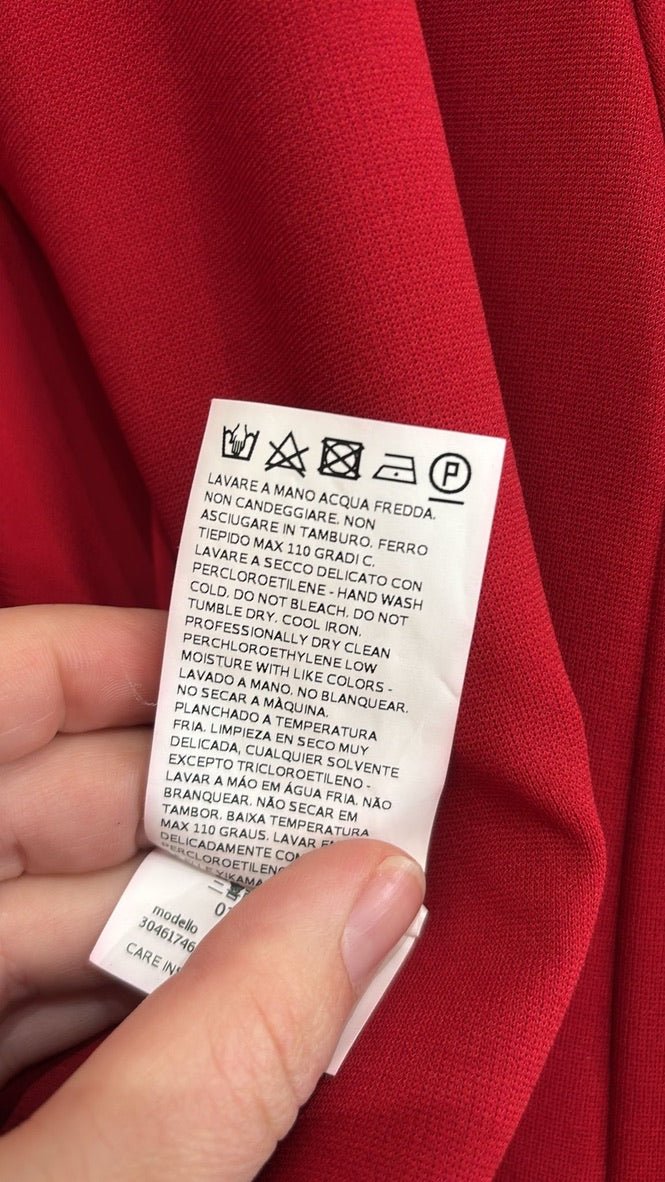 P
LAVARE A MANO ACQUA FREDDA.
NON CANDEGGIARE. NON
ASCIUGARE IN TAMBURO. FERRO
TIEPIDO MAX 110 GRADI C.
LAVARE A SECCO DELICATO CON
PERCLOROETILENE - HAND WASH
COLD. DO NOT BLEACH. DO NOT
TUMBLE DRY. COOL IRON.
PROFESSIONALLY DRY CLEAN
PERCHLOROETHYLENE LOW
MOISTURE WITH LIKE COLORS -
LAVADO A MANO. NO BLANQUEAR.
NO SECAR A MÀQUINA.
PLANCHADO A TEMPERATURA
FRIA. LIMPIEZA EN SECO MUY
DELICADA, CUALQUIER SOLVENTE
EXCEPTO TRICLOROETILENO -
LAVAR A MÁO EM ÁGUA FRIA. NÃO
BRANQUEAR. NÃO SECAR EM
TAMBOR. BAIXA TEMPERATURA
MAX 110 GRAUS. LAVAR
DELICADAMENTE COM
YIKAMA
modello
30461746
CARE